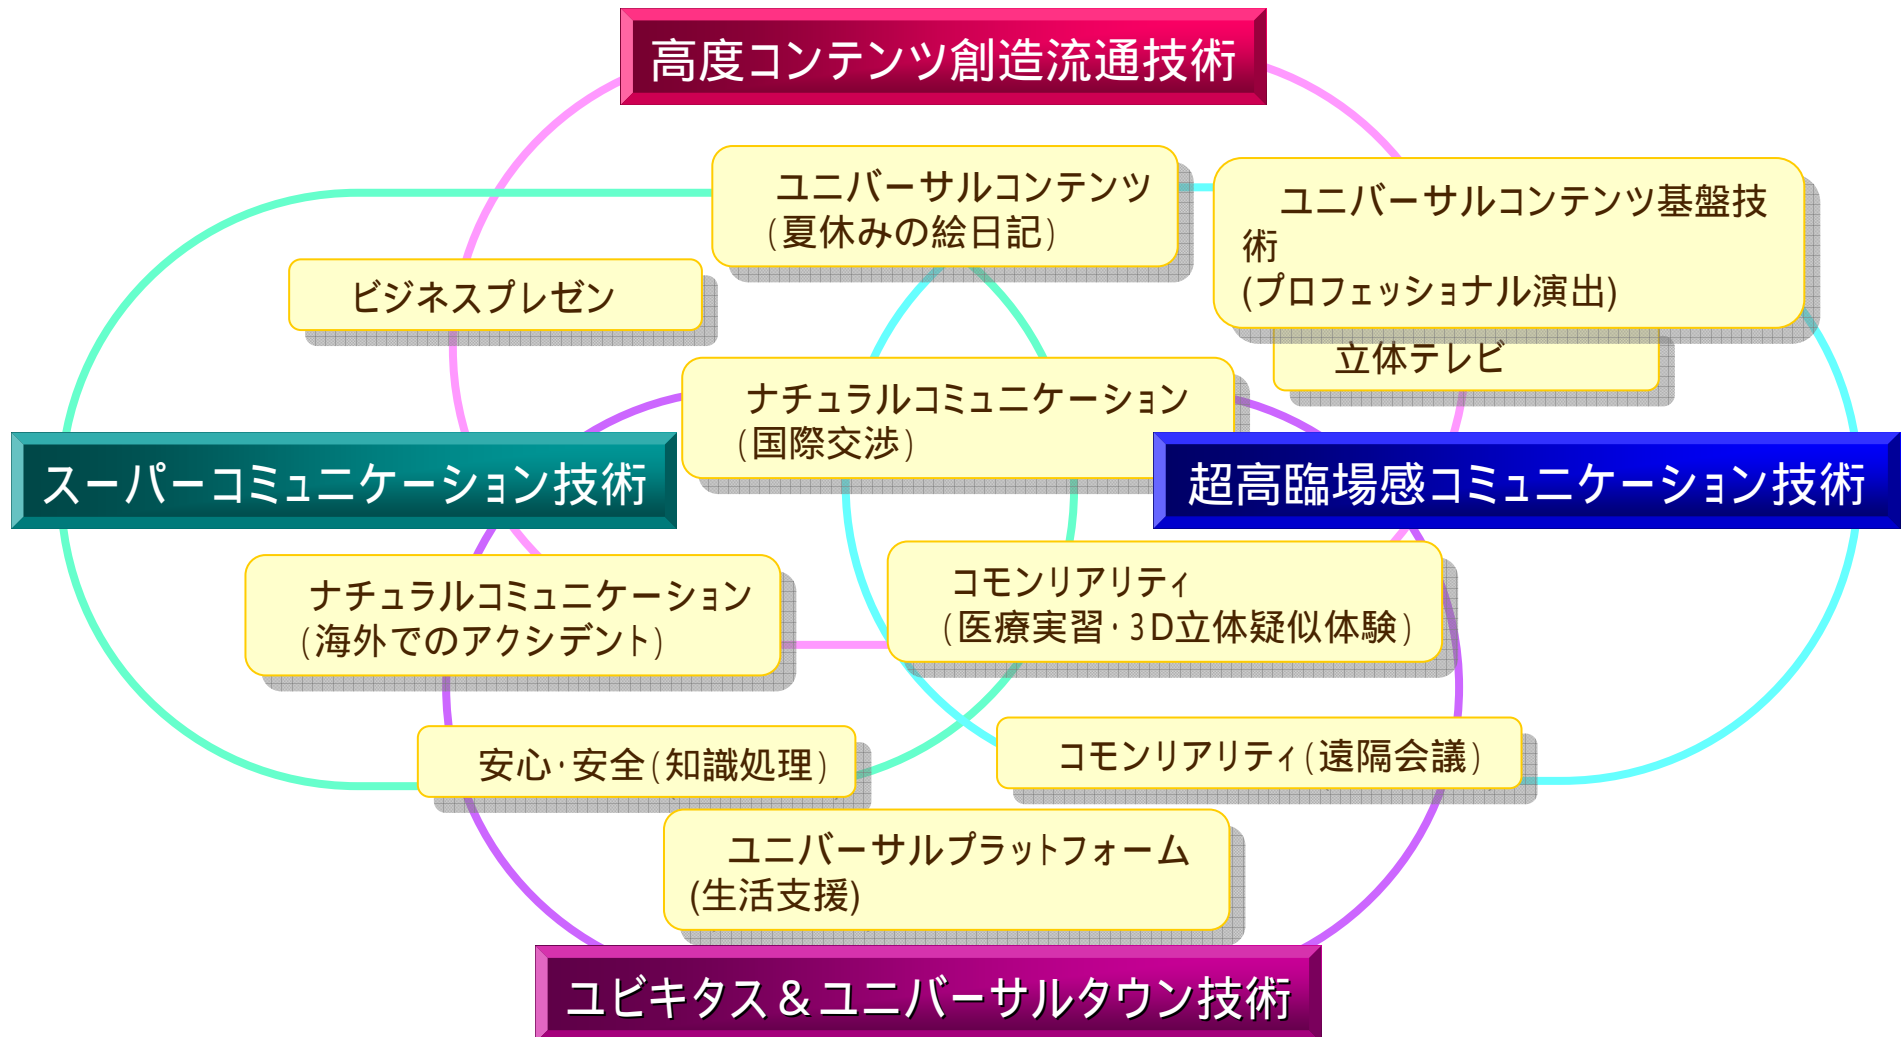 高度コンテンツ創造流通技術
ユニバーサルコンテンツ
(夏休みの絵日記)
ユニバーサルコンテンツ基盤技
術
(プロフェッショナル演出)
ビジネスプレゼン
立体テレビ
ナチュラルコミュニケーション
(国際交渉)
スーパーコミュニケーション技術
超高臨場感コミュニケーション技術
ナチュラルコミュニケーション
(海外でのアクシデント)
コモンリアリティ
(医療実習・3D立体疑似体験)
安心・安全(知識処理)
コモンリアリティ(遠隔会議)
ユニバーサルプラットフォーム
(生活支援)
ユビキタス＆ユニバーサルタウン技術